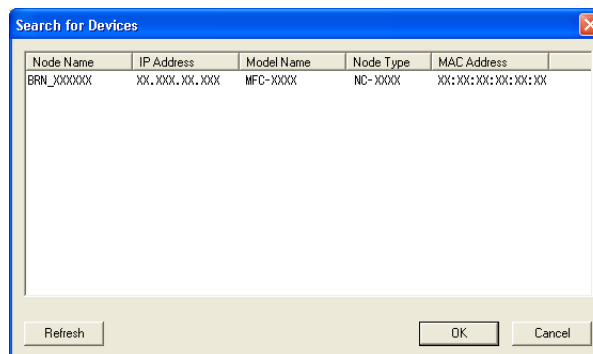 Search for Devices
Node Name IP Address Model Name Node Type MAC Address
BRN_XXXXXX XX.XXX.XX.XXX MFC-XXXX NC-XXXX XX:XX:XX:XX:XX:XX
Refresh OK Cancel